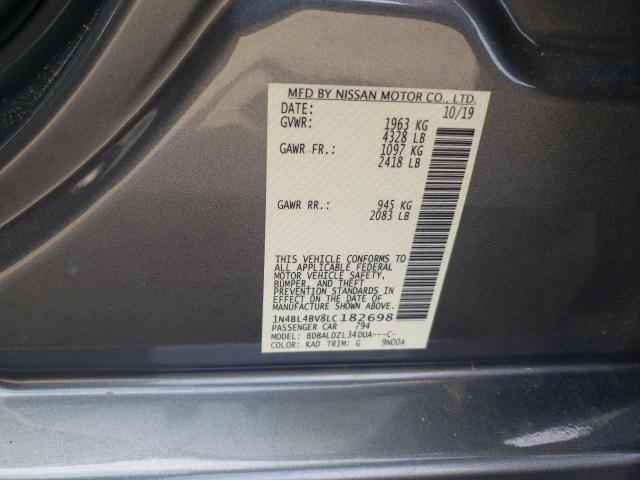 MFD BY NISSAN MOTOR CO., LTD.
DATE: 10/19
GVWR: 1963 KG
4328 LB
GAWR FR.: 1097 KG
2418 LB
GAWR RR.: 945 KG
2083 LB
THIS VEHICLE CONFORMS TO
ALL APPLICABLE FEDERAL
MOTOR VEHICLE SAFETY,
BUMPER, AND THEFT
PREVENTION STANDARDS IN
EFFECT ON THE DATE OF
MANUFACTURE SHOWN ABOVE.
1N4BL4BV8LC182698
PASSENGER CAR 794
MODEL: BDBALDZL34DUA---C-
COLOR: KAD TRIM: G 9N00A